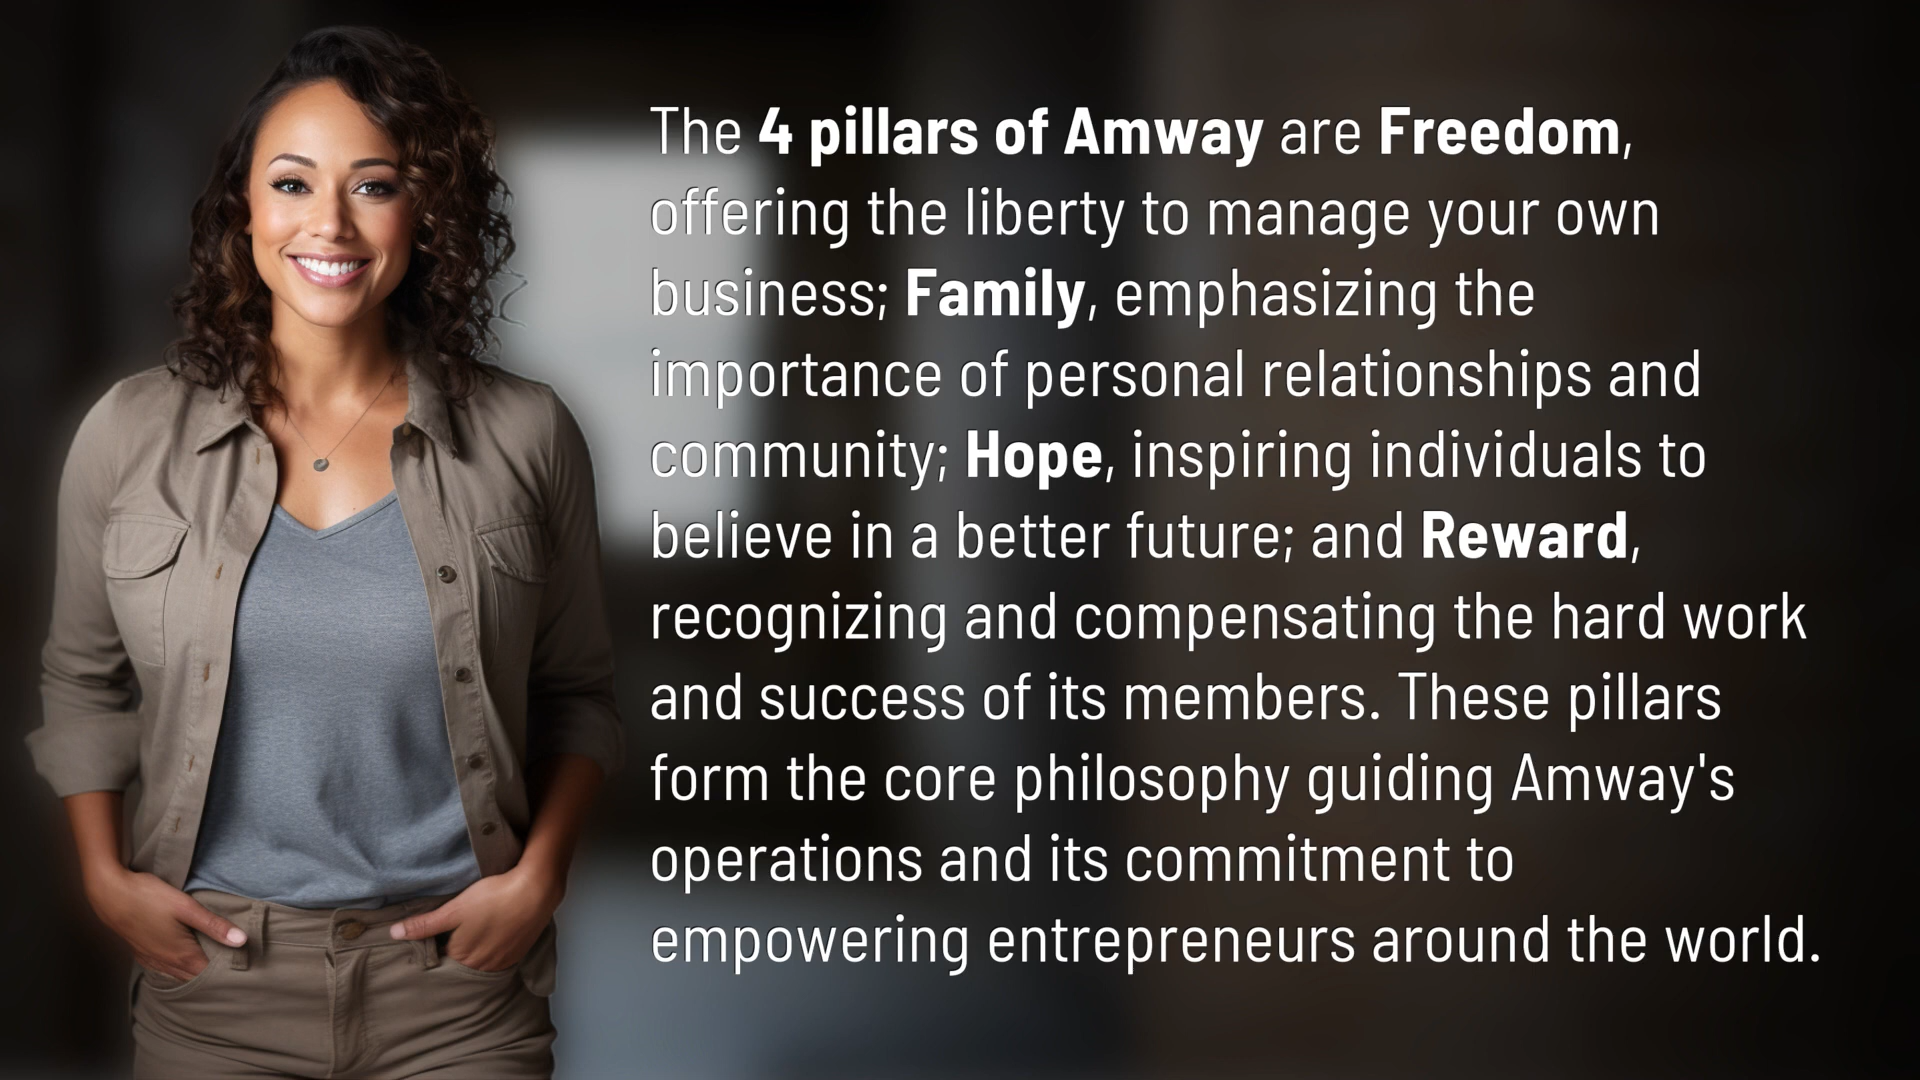 The 4 pillars of Amway are Freedom,
offering the liberty to manage your own
business; Family, emphasizing the
importance of personal relationships and
community; Hope, inspiring individuals to
believe in a better future; and Reward,
recognizing and compensating the hard work
and success of its members. These pillars
form the core philosophy guiding Amway's
operations and its commitment to
empowering entrepreneurs around the world.